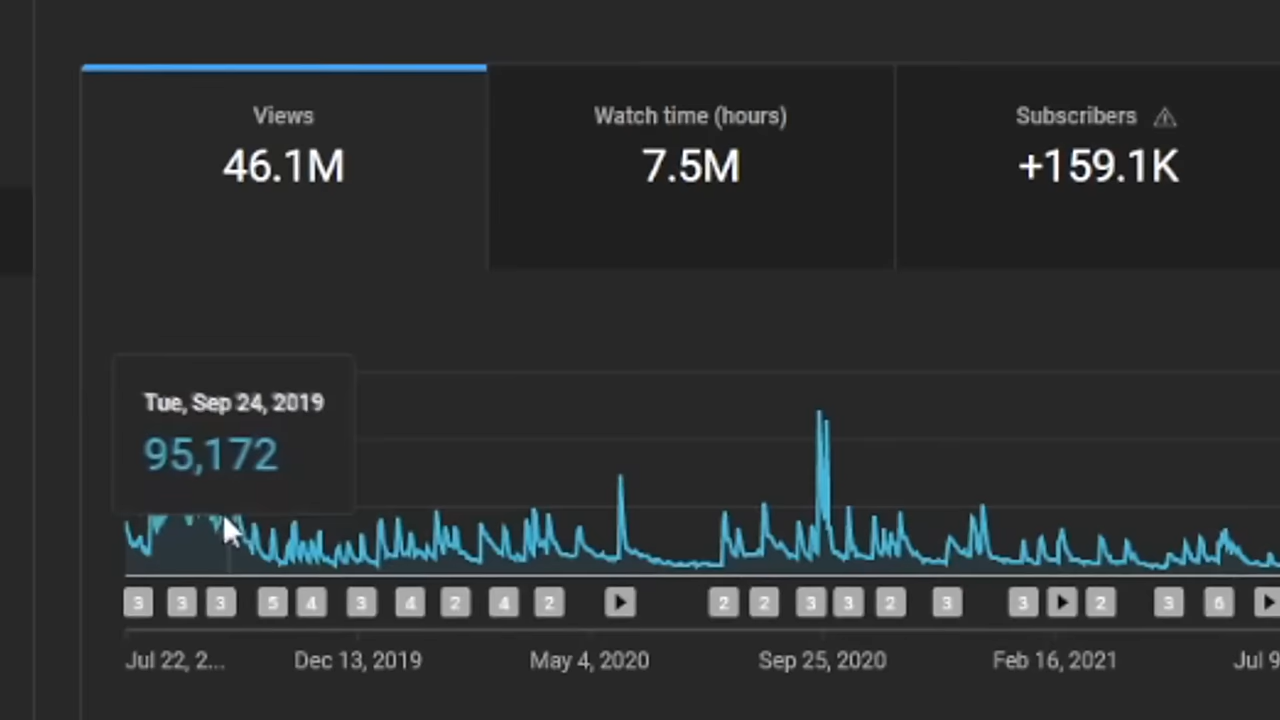 Views
46.1M
Watch time (hours)
7.5M
Subscribers
+159.1K
Tue, Sep 24, 2019
95,172
3 3 3 5 4 3 4 2 4 2 2 2 3 3 2 3 3 2 3 6
Jul 22, 2... Dec 13, 2019 May 4, 2020 Sep 25, 2020 Feb 16, 2021 Jul 9